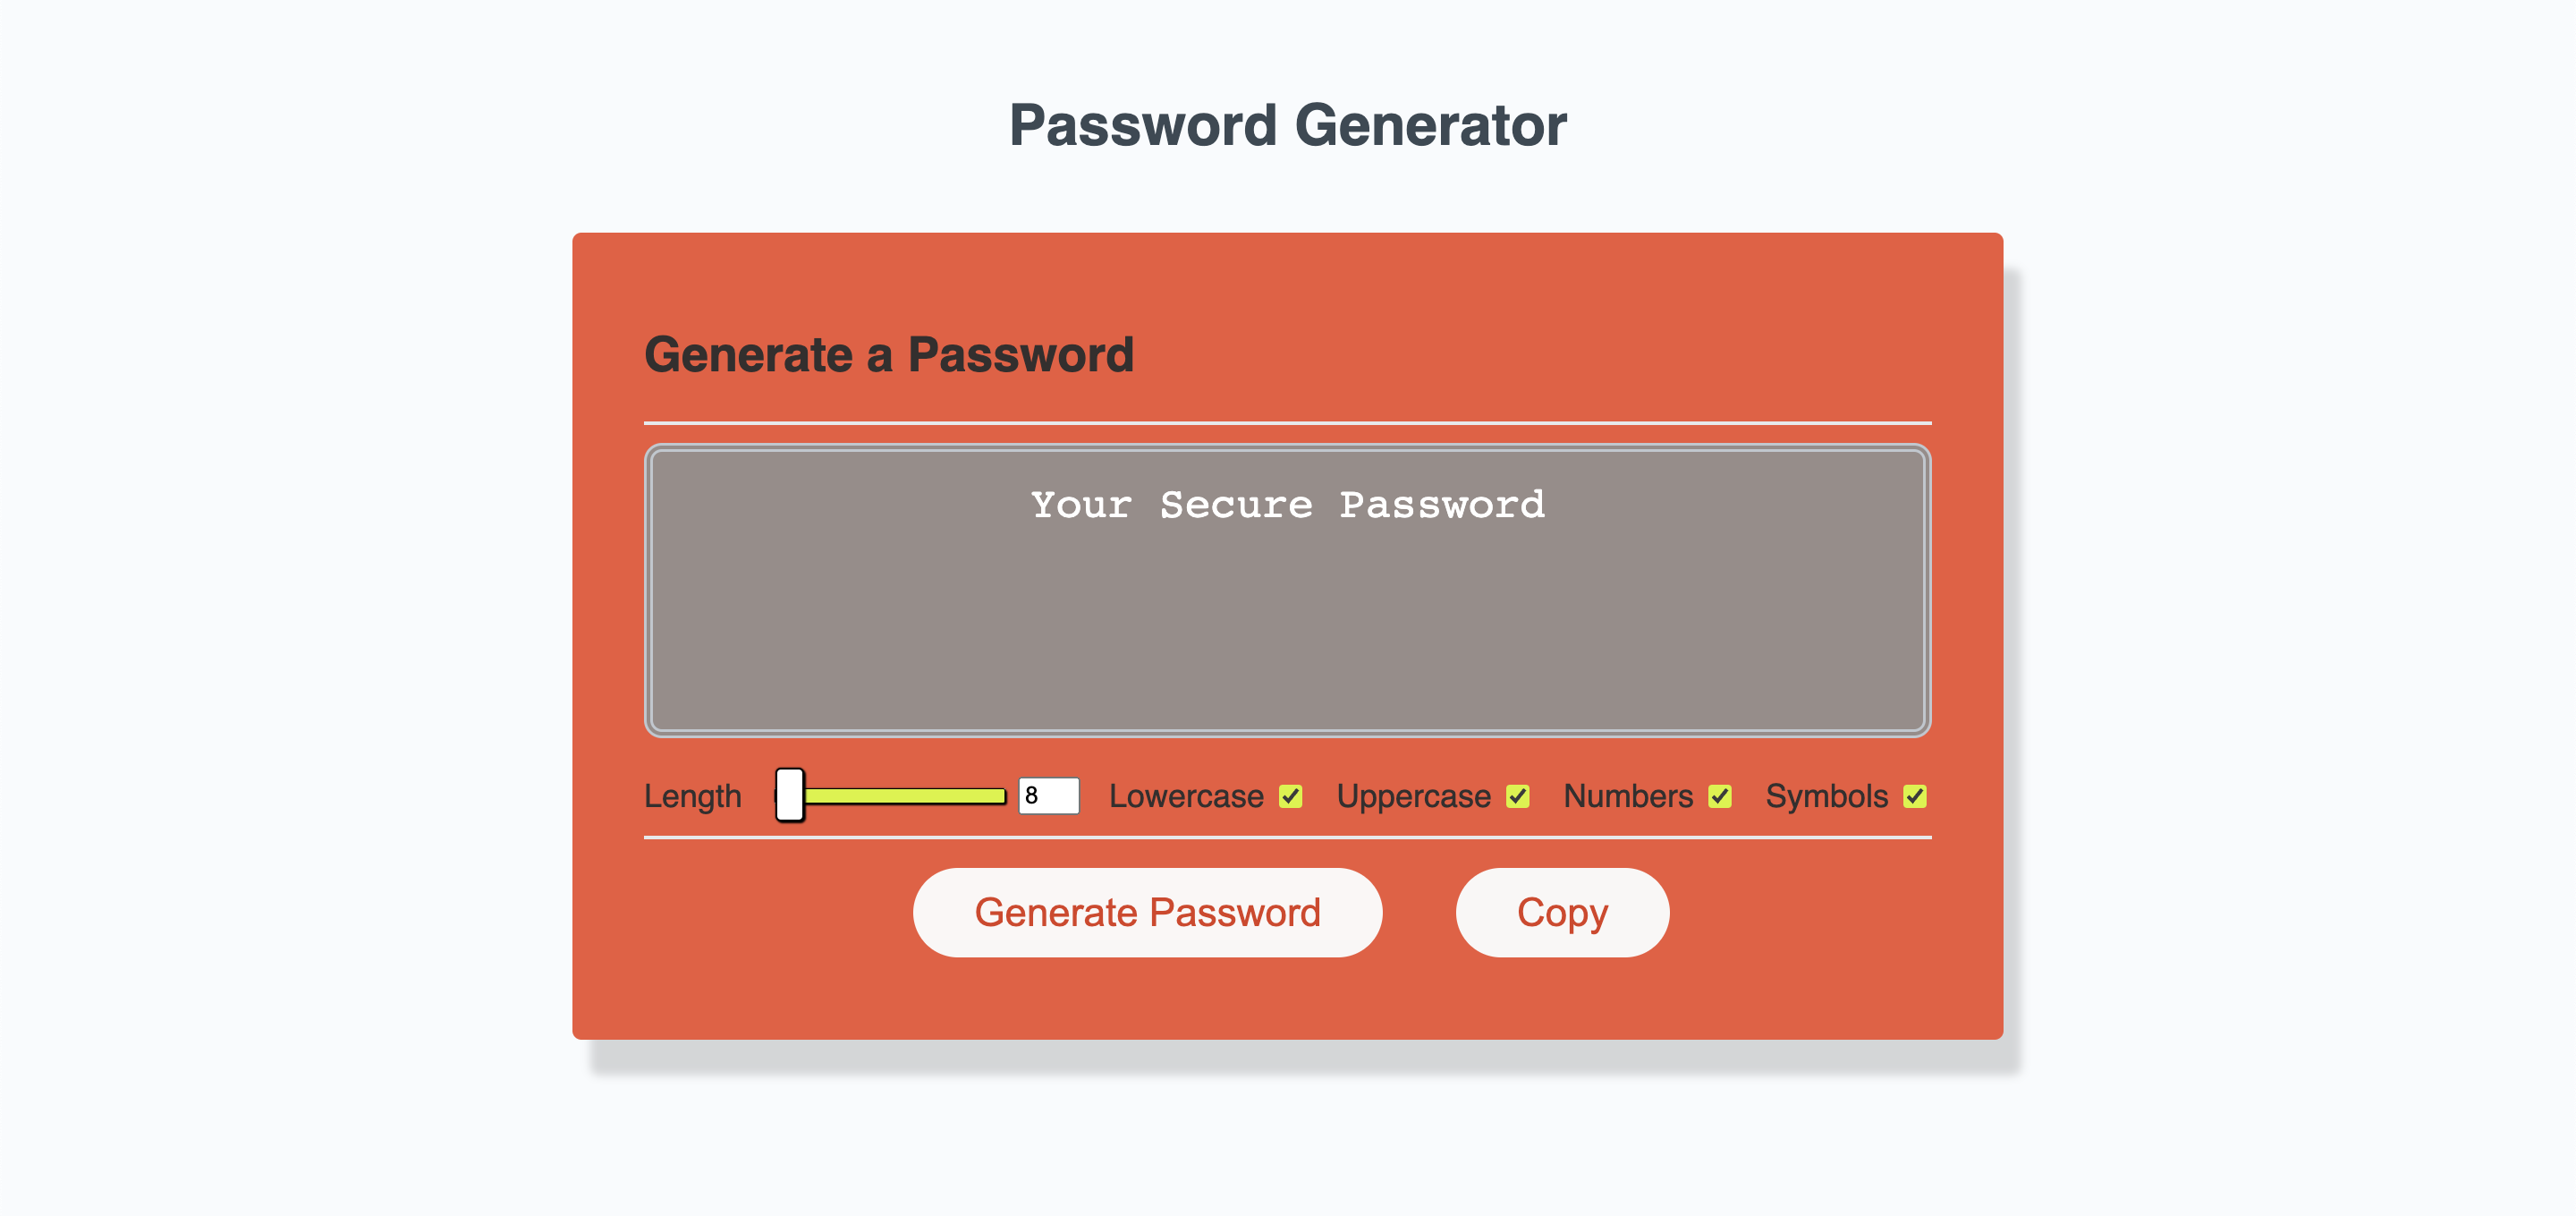 Password Generator
Generate a Password
Your Secure Password
Length 8 Lowercase Uppercase Numbers Symbols
Generate Password Copy